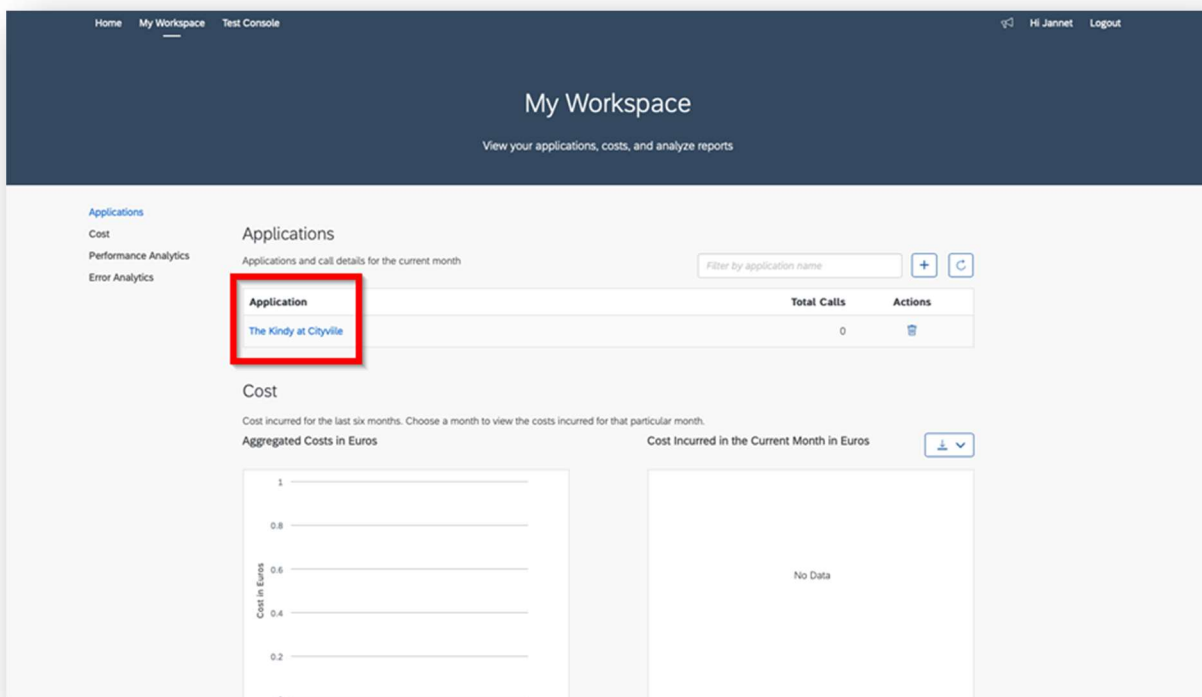 Home My Workspace Test Console Hi Jannet Logout
My Workspace
View your applications, costs, and analyze reports
Applications
Cost
Performance Analytics
Error Analytics
Applications
Applications and call details for the current month
Filter by application name
Application Total Calls Actions
The Kindy at Cityville 0
Cost
Cost incurred for the last six months. Choose a month to view the costs incurred for that particular month.
Aggregated Costs in Euros
Cost Incurred in the Current Month in Euros
1
0.8
0.6
0.4
0.2
Cost in Euros
No Data